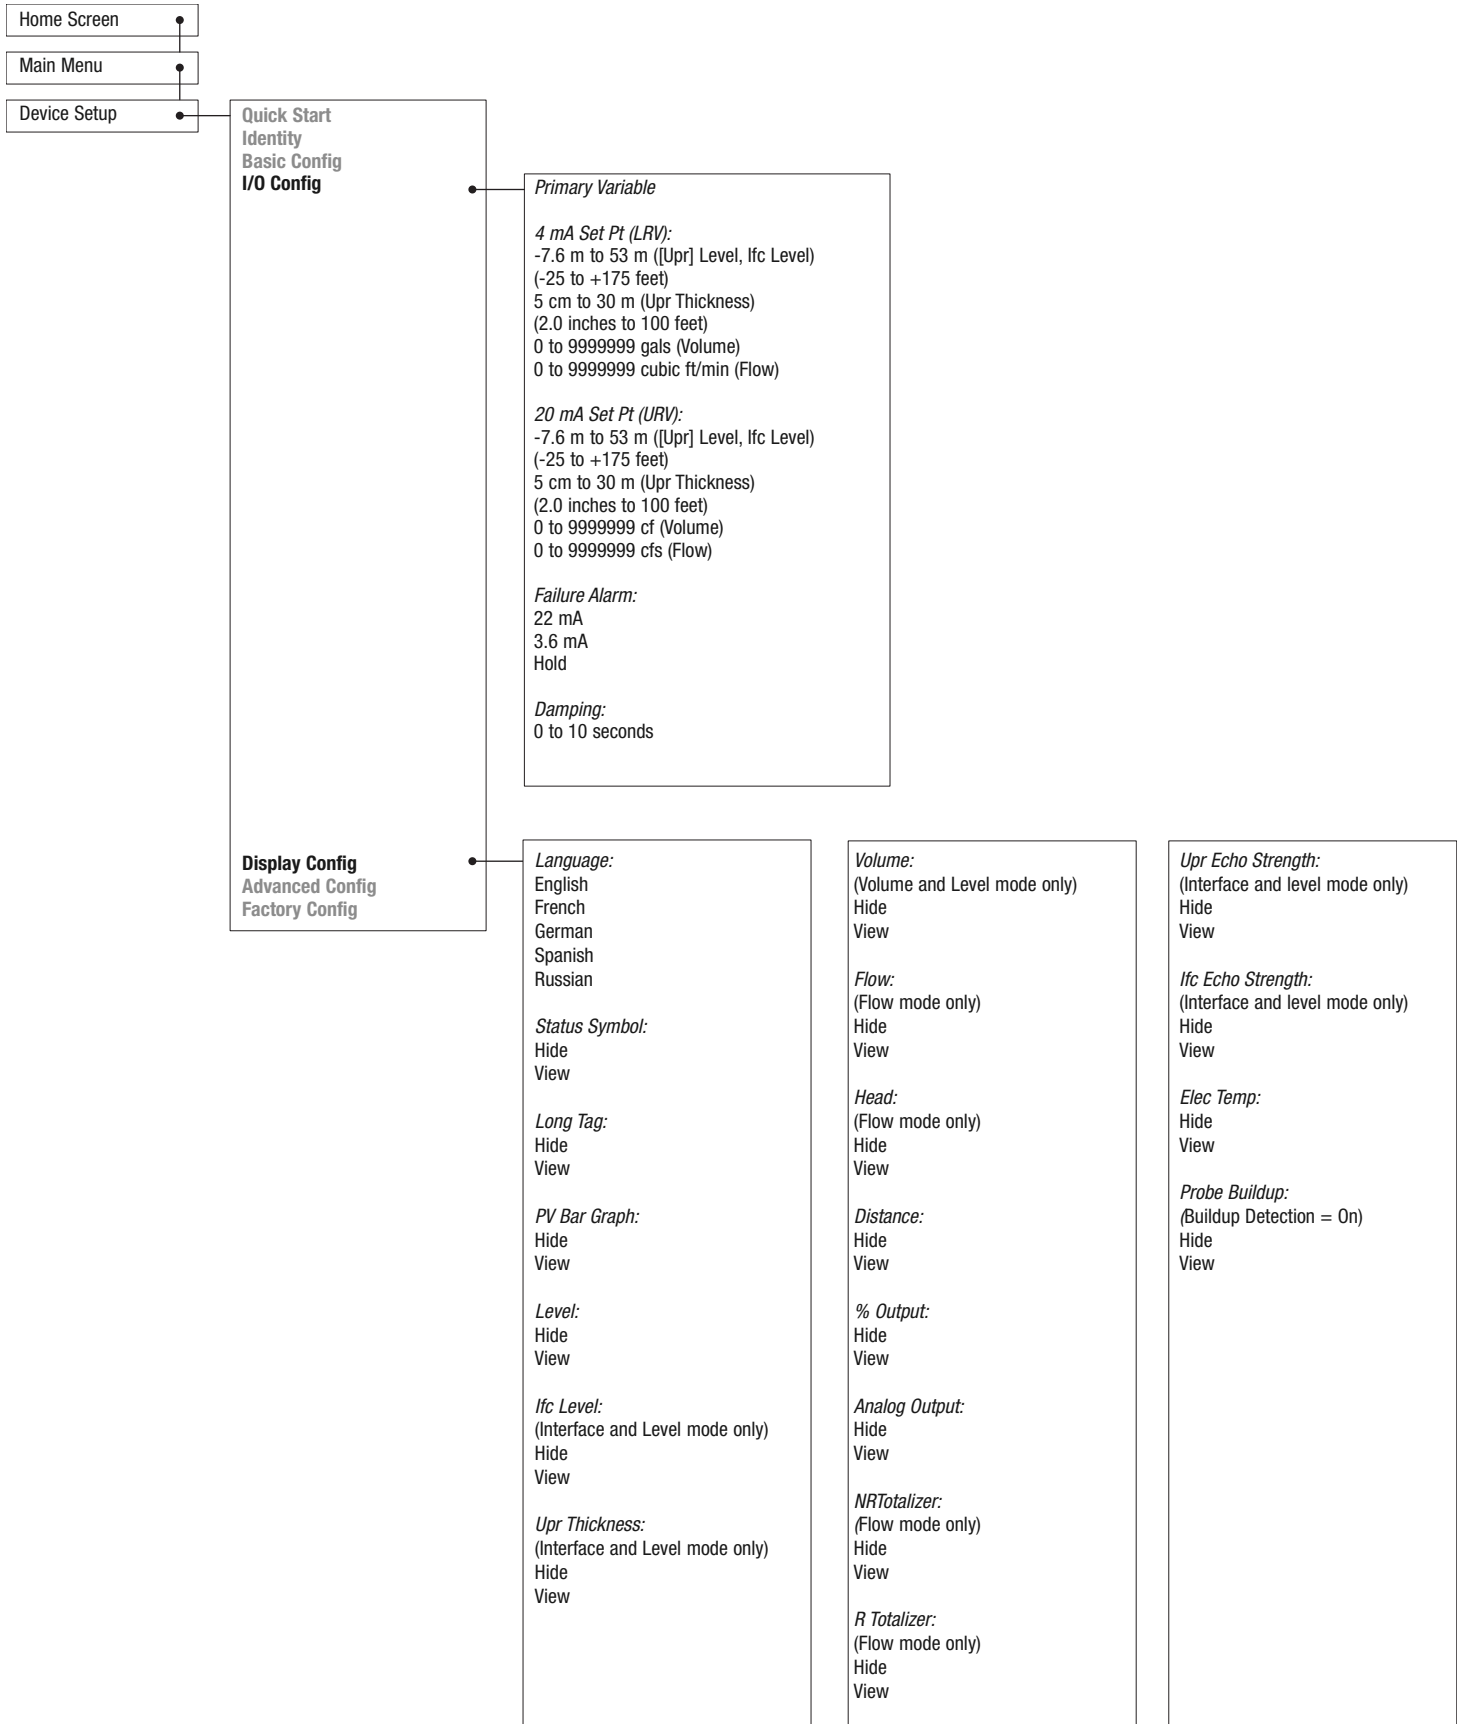 Home Screen
Main Menu
Device Setup
Quick Start
Identity
Basic Config
I/O Config
Primary Variable
4 mA Set Pt (LRV):
-7.6 m to 53 m ([Upr] Level, Ifc Level)
(-25 to +175 feet)
5 cm to 30 m (Upr Thickness)
(2.0 inches to 100 feet)
0 to 9999999 gals (Volume)
0 to 9999999 cubic ft/min (Flow)
20 mA Set Pt (URV):
-7.6 m to 53 m ([Upr] Level, Ifc Level)
(-25 to +175 feet)
5 cm to 30 m (Upr Thickness)
(2.0 inches to 100 feet)
0 to 9999999 cf (Volume)
0 to 9999999 cfs (Flow)
Failure Alarm:
22 mA
3.6 mA
Hold
Damping:
0 to 10 seconds
Display Config
Advanced Config
Factory Config
Language:
English
French
German
Spanish
Russian
Status Symbol:
Hide
View
Long Tag:
Hide
View
PV Bar Graph:
Hide
View
Level:
Hide
View
Ifc Level:
(Interface and Level mode only)
Hide
View
Upr Thickness:
(Interface and Level mode only)
Hide
View
Volume:
(Volume and Level mode only)
Hide
View
Flow:
(Flow mode only)
Hide
View
Head:
(Flow mode only)
Hide
View
Distance:
Hide
View
% Output:
Hide
View
Analog Output:
Hide
View
NRTotalizer:
(Flow mode only)
Hide
View
R Totalizer:
(Flow mode only)
Hide
View
Upr Echo Strength:
(Interface and level mode only)
Hide
View
Ifc Echo Strength:
(Interface and level mode only)
Hide
View
Elec Temp:
Hide
View
Probe Buildup:
(Buildup Detection = On)
Hide
View